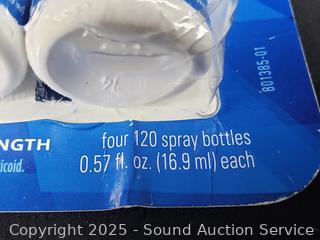 801385-01
NGTH
four 120 spray bottles
icoid.
0.57 fl. oz. (16.9 ml) each
Copyright 2025 - Sound Auction Service